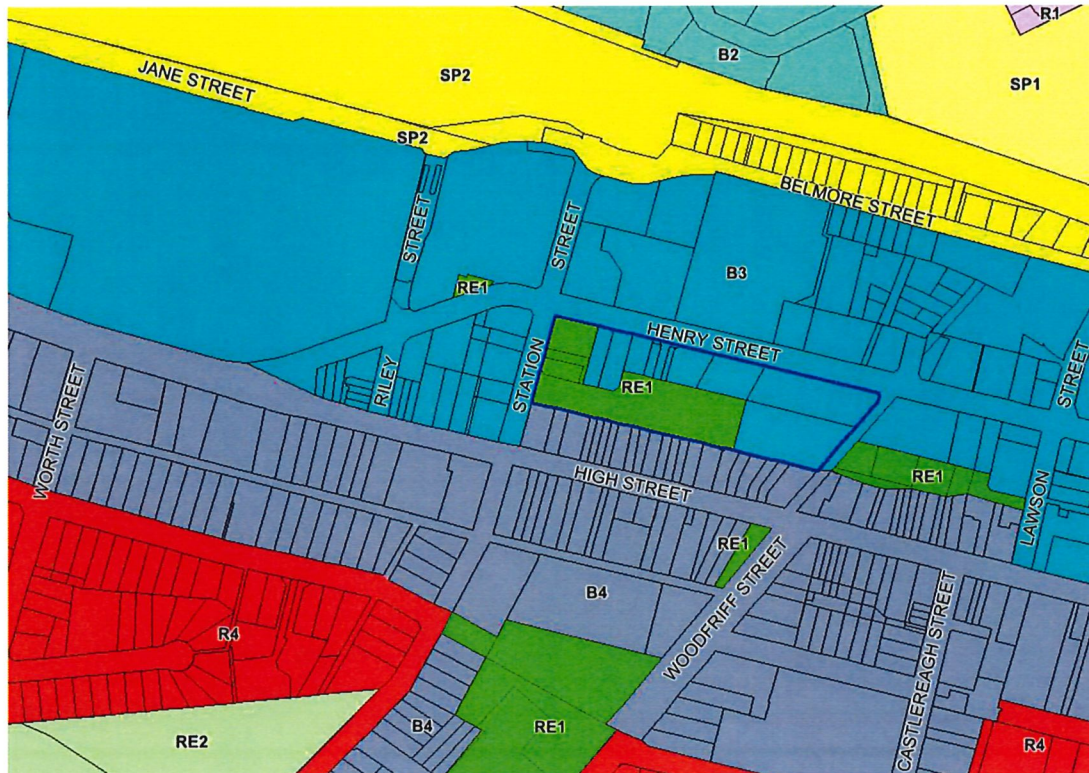 R1
B2
SP2
SP1
JANE STREET
SP2
BELMORE STREET
STREET
STREET
B3
RE1
HENRY STREET
STREET
RILEY
STATION
RE1
WORTH STREET
HIGH STREET
RE1
LAWSON
RE1
B4
WOODFRIFF STREET
CASTLEREAGH STREET
R4
B4
RE1
RE2
R4